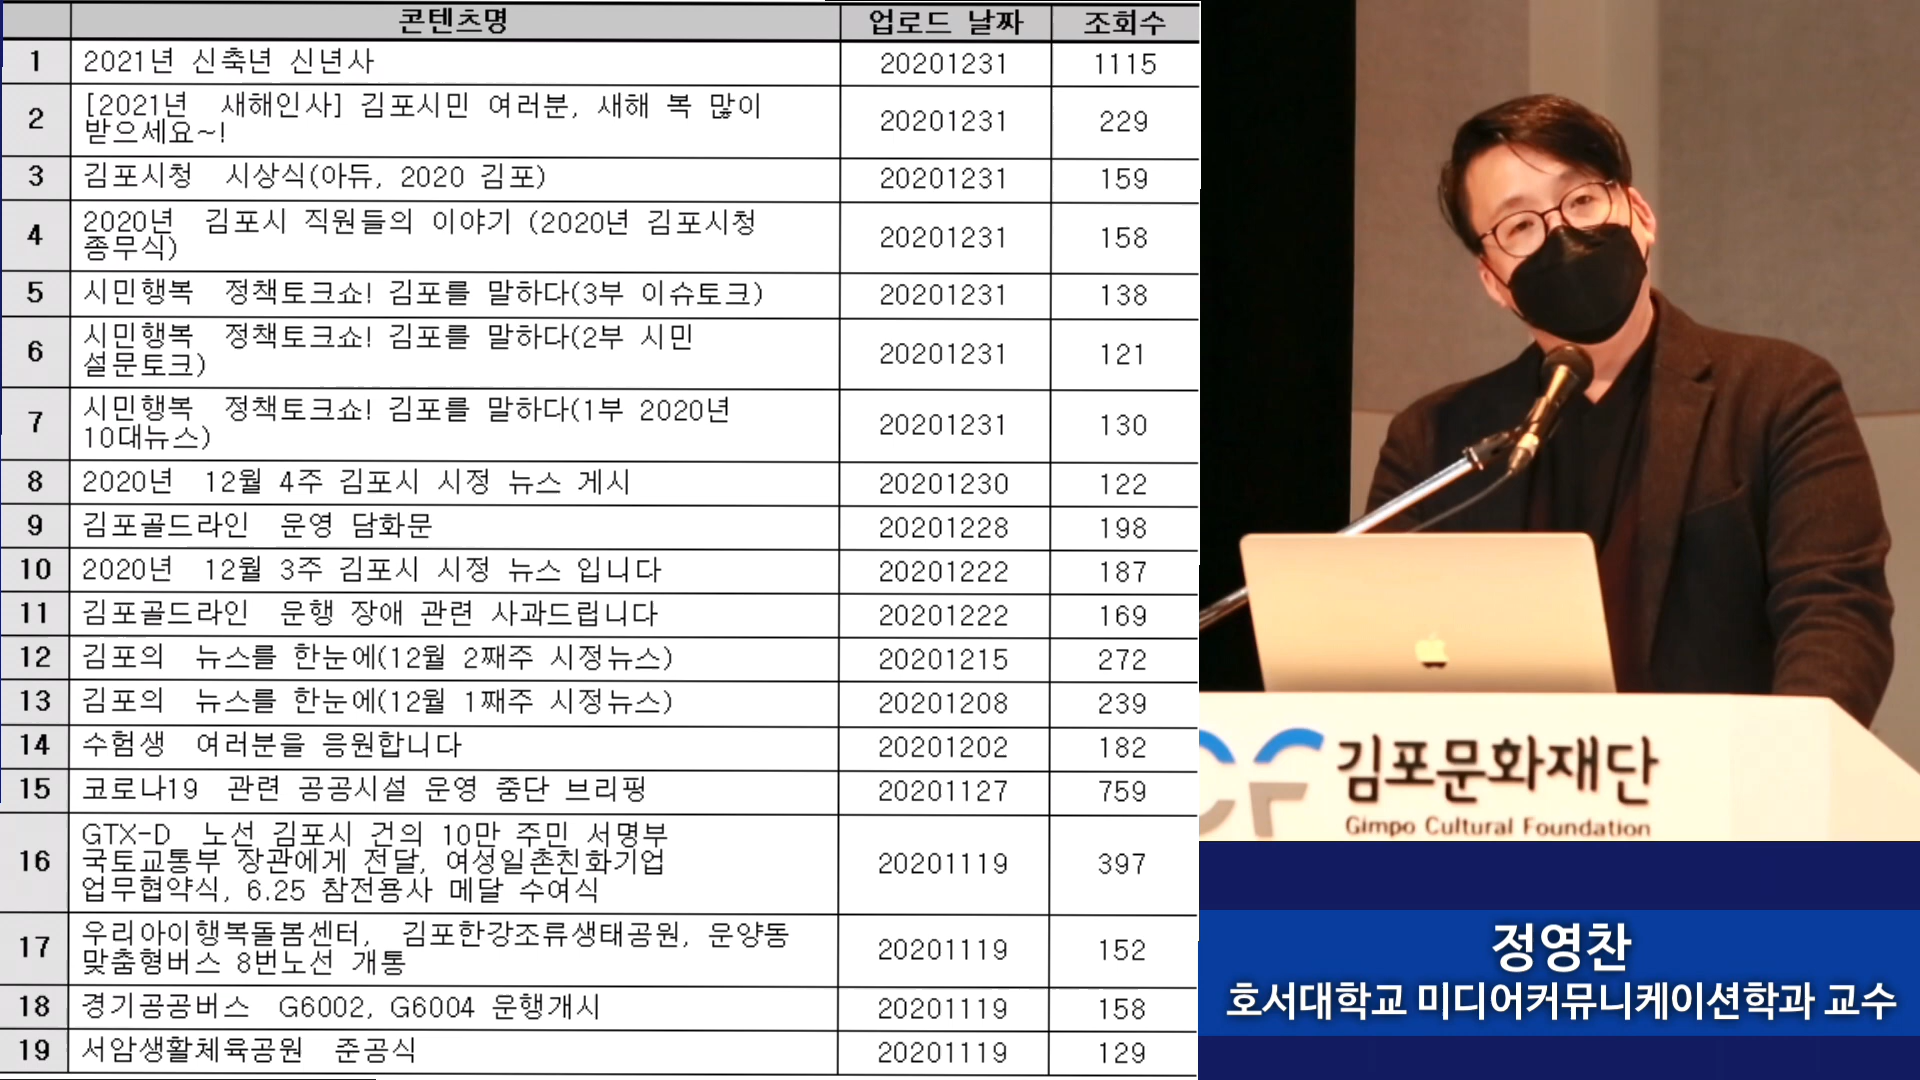 콘텐츠명 업로드 날짜 조회수
1 2021년 신축년 신년사 20201231 1115
2 [2021년 새해인사] 김포시민 여러분, 새해 복 많이
받으세요~! 20201231 229
3 김포시청 시상식(아듀, 2020 김포) 20201231 159
4 2020년 김포시 직원들의 이야기 (2020년 김포시청
종무식) 20201231 158
5 시민행복 정책토크쇼! 김포를 말하다(3부 이슈토크) 20201231 138
6 시민행복 정책토크쇼! 김포를 말하다(2부 시민
설문토크) 20201231 121
7 시민행복 정책토크쇼! 김포를 말하다(1부 2020년
10대뉴스) 20201231 130
8 2020년 12월 4주 김포시 시정 뉴스 게시 20201230 122
9 김포골드라인 운영 담화문 20201228 198
10 2020년 12월 3주 김포시 시정 뉴스 입니다 20201222 187
11 김포골드라인 운행 장애 관련 사과드립니다 20201222 169
12 김포의 뉴스를 한눈에(12월 2째주 시정뉴스) 20201215 272
13 김포의 뉴스를 한눈에(12월 1째주 시정뉴스) 20201208 239
14 수험생 여러분을 응원합니다 20201202 182
15 코로나19 관련 공공시설 운영 중단 브리핑 20201127 759
16 GTX-D 노선 김포시 건의 10만 주민 서명부
국토교통부 장관에게 전달, 여성일촌친화기업
업무협약식, 6.25 참전용사 메달 수여식 20201119 397
17 우리아이행복돌봄센터, 김포한강조류생태공원, 운양동
맞춤형버스 8번노선 개통 20201119 152
18 경기공공버스 G6002, G6004 운행개시 20201119 158
19 서암생활체육공원 준공식 20201119 129
CF 김포문화재단
Gimpo Cultural Foundation
정영찬
호서대학교 미디어커뮤니케이션학과 교수